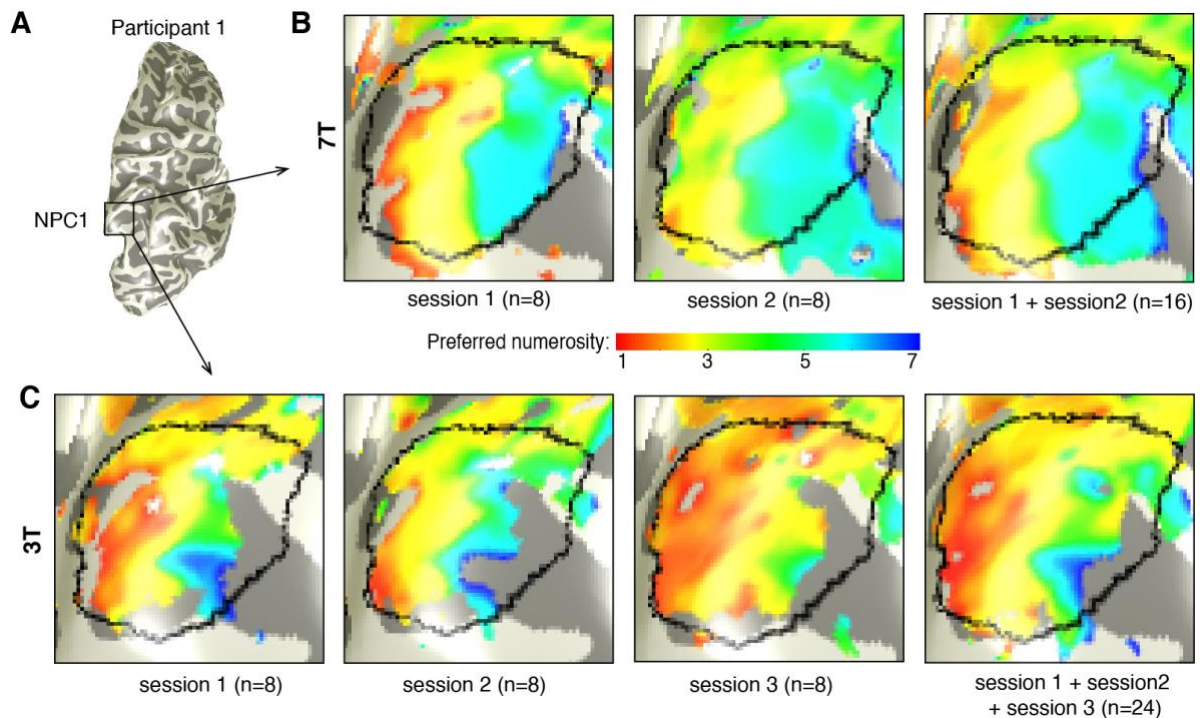 A
Participant 1
NPC1
B
7T
session 1 (n=8)
session 2 (n=8)
session 1 + session2 (n=16)
Preferred numerosity:
1 3 5 7
C
3T
session 1 (n=8)
session 2 (n=8)
session 3 (n=8)
session 1 + session2
+ session 3 (n=24)